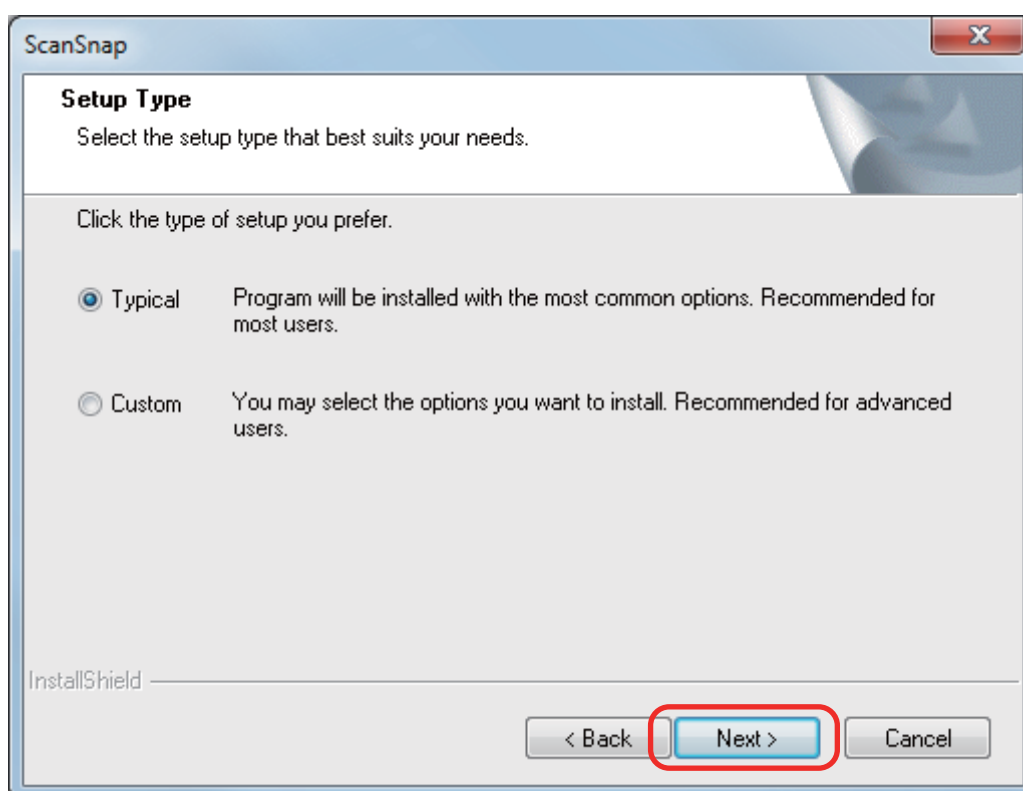 ScanSnap
Setup Type
Select the setup type that best suits your needs.
Click the type of setup you prefer.
Typical
Program will be installed with the most common options. Recommended for
most users.
Custom
You may select the options you want to install. Recommended for advanced
users.
InstallShield
< Back
Next >
Cancel